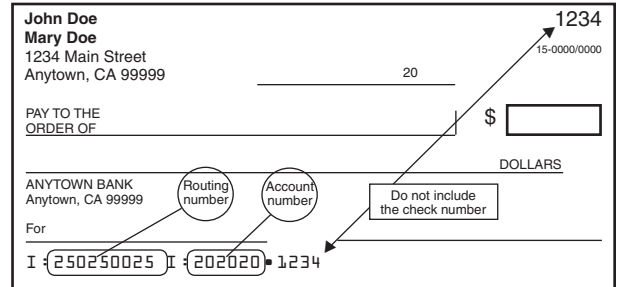 John Doe
Mary Doe
1234 Main Street
Anytown, CA 99999
1234
15-0000/0000
20
PAY TO THE
ORDER OF
$
DOLLARS
ANYTOWN BANK
Anytown, CA 99999
Routing
number
Account
number
Do not include
the check number
For
I:250250025 I:202020 1234